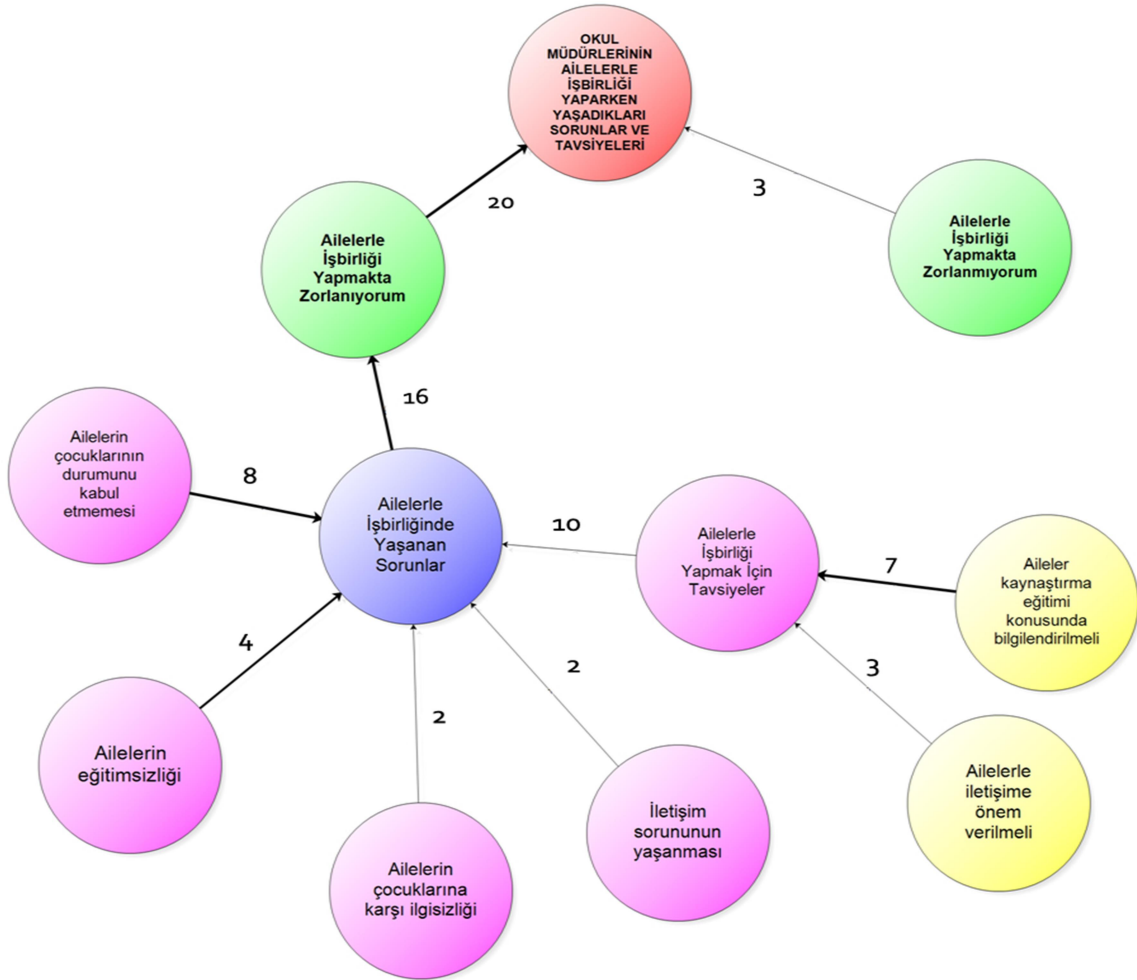 OKUL
MÜDÜRLERİNİN
AİLELERLE
İŞBİRLİĞİ
YAPARKEN
YAŞADIKLARI
SORUNLAR VE
TAVSİYELERİ
20
3
Ailelerle
İşbirliği
Yapmakta
Zorlanıyorum
Ailelerle
İşbirliği
Yapmakta
Zorlanmıyorum
16
Ailelerin
çocuklarının
durumunu
kabul
etmemesi
8
Ailelerle
İşbirliğinde
Yaşanan
Sorunlar
10
Ailelerle
İşbirliği
Yapmak İçin
Tavsiyeler
7
Aileler
kaynaştırma
eğitimi
konusunda
bilgilendirilmeli
4
2
2
3
Ailelerin
eğitimsizliği
Ailelerin
çocuklarına
karşı ilgisizliği
İletişim
sorununun
yaşanması
Ailelerle
iletişime
önem
verilmeli